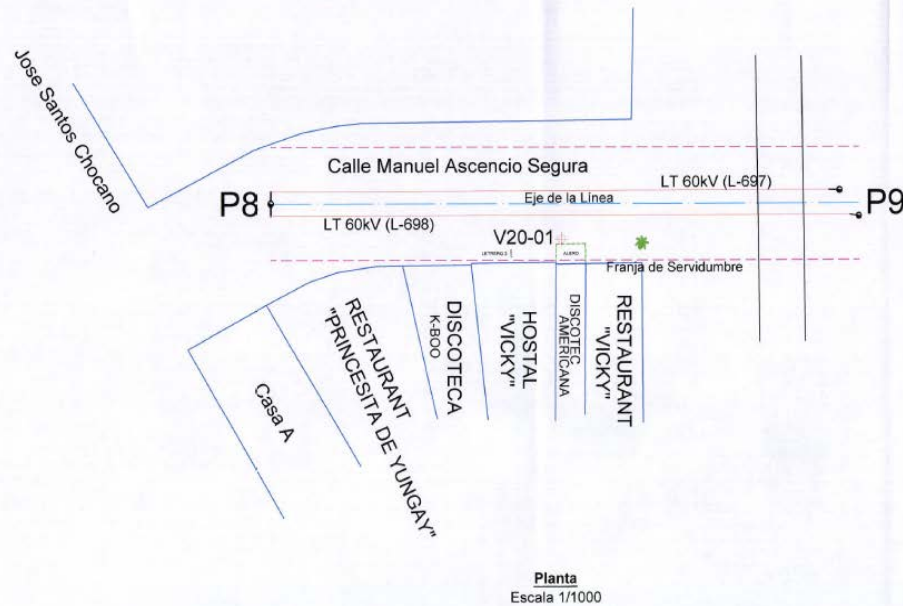 Jose Santos Chocano
Calle Manuel Ascencio Segura
LT 60kV (L-697)
P8
Eje de la Línea
P9
LT 60kV (L-698)
V20-01
LETRERO 2
ALERO
Franja de Servidumbre
Casa A
RESTAURANT
"PRINCESITA DE YUNGAY"
DISCOTECA
K-BOO
HOSTAL
"VICKY"
DISCOTEC
AMERICANA
RESTAURANT
"VICKY"
Planta
Escala 1/1000